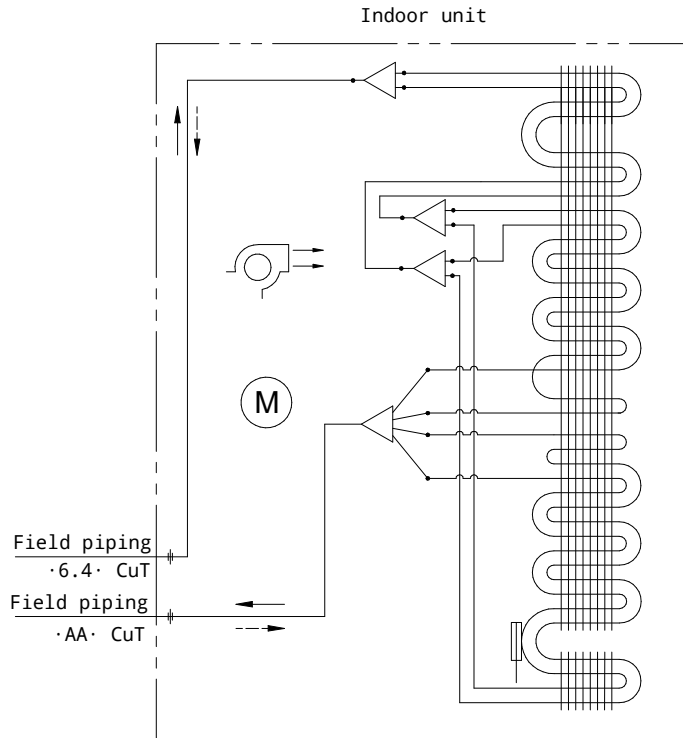 Indoor unit
M
Field piping
·6.4· CuT
Field piping
·AA· CuT